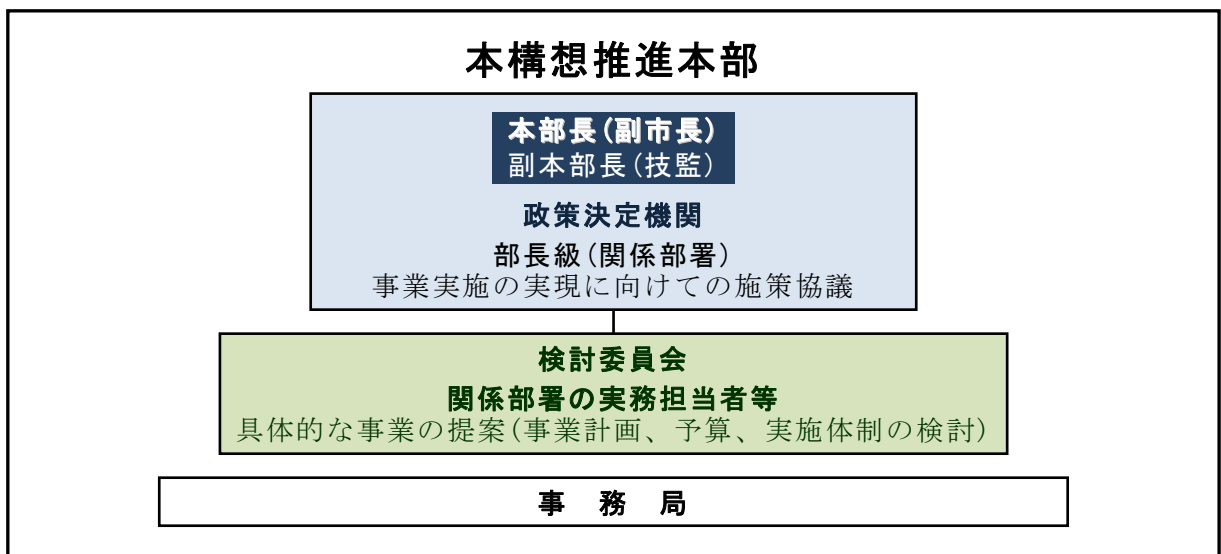 本構想推進本部
本部長(副市長)
副本部長(技監)
政策決定機関
部長級(関係部署)
事業実施の実現に向けての施策協議
検討委員会
関係部署の実務担当者等
具体的な事業の提案(事業計画、予算、実施体制の検討)
事　務　局